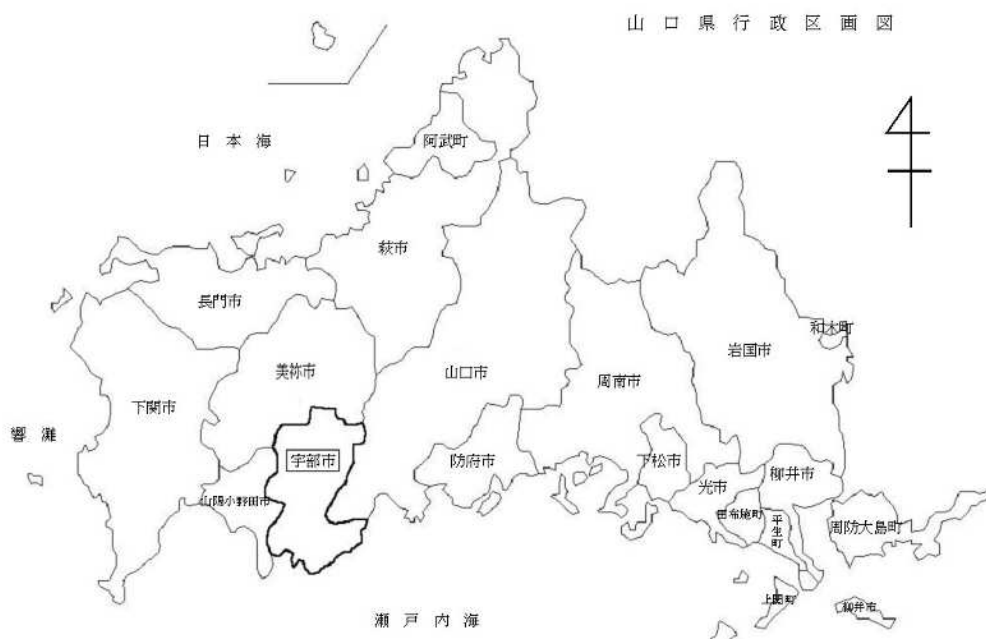 山口県行政区画図
日本海
阿武町
萩市
長門市
和木町
岩国市
美祢市
山口市
周南市
下関市
響灘
宇部市
防府市
下松市
柳井市
光市
山陽小野田市
田布施町
平生町
周防大島町
上関町
柳井市
瀬戸内海